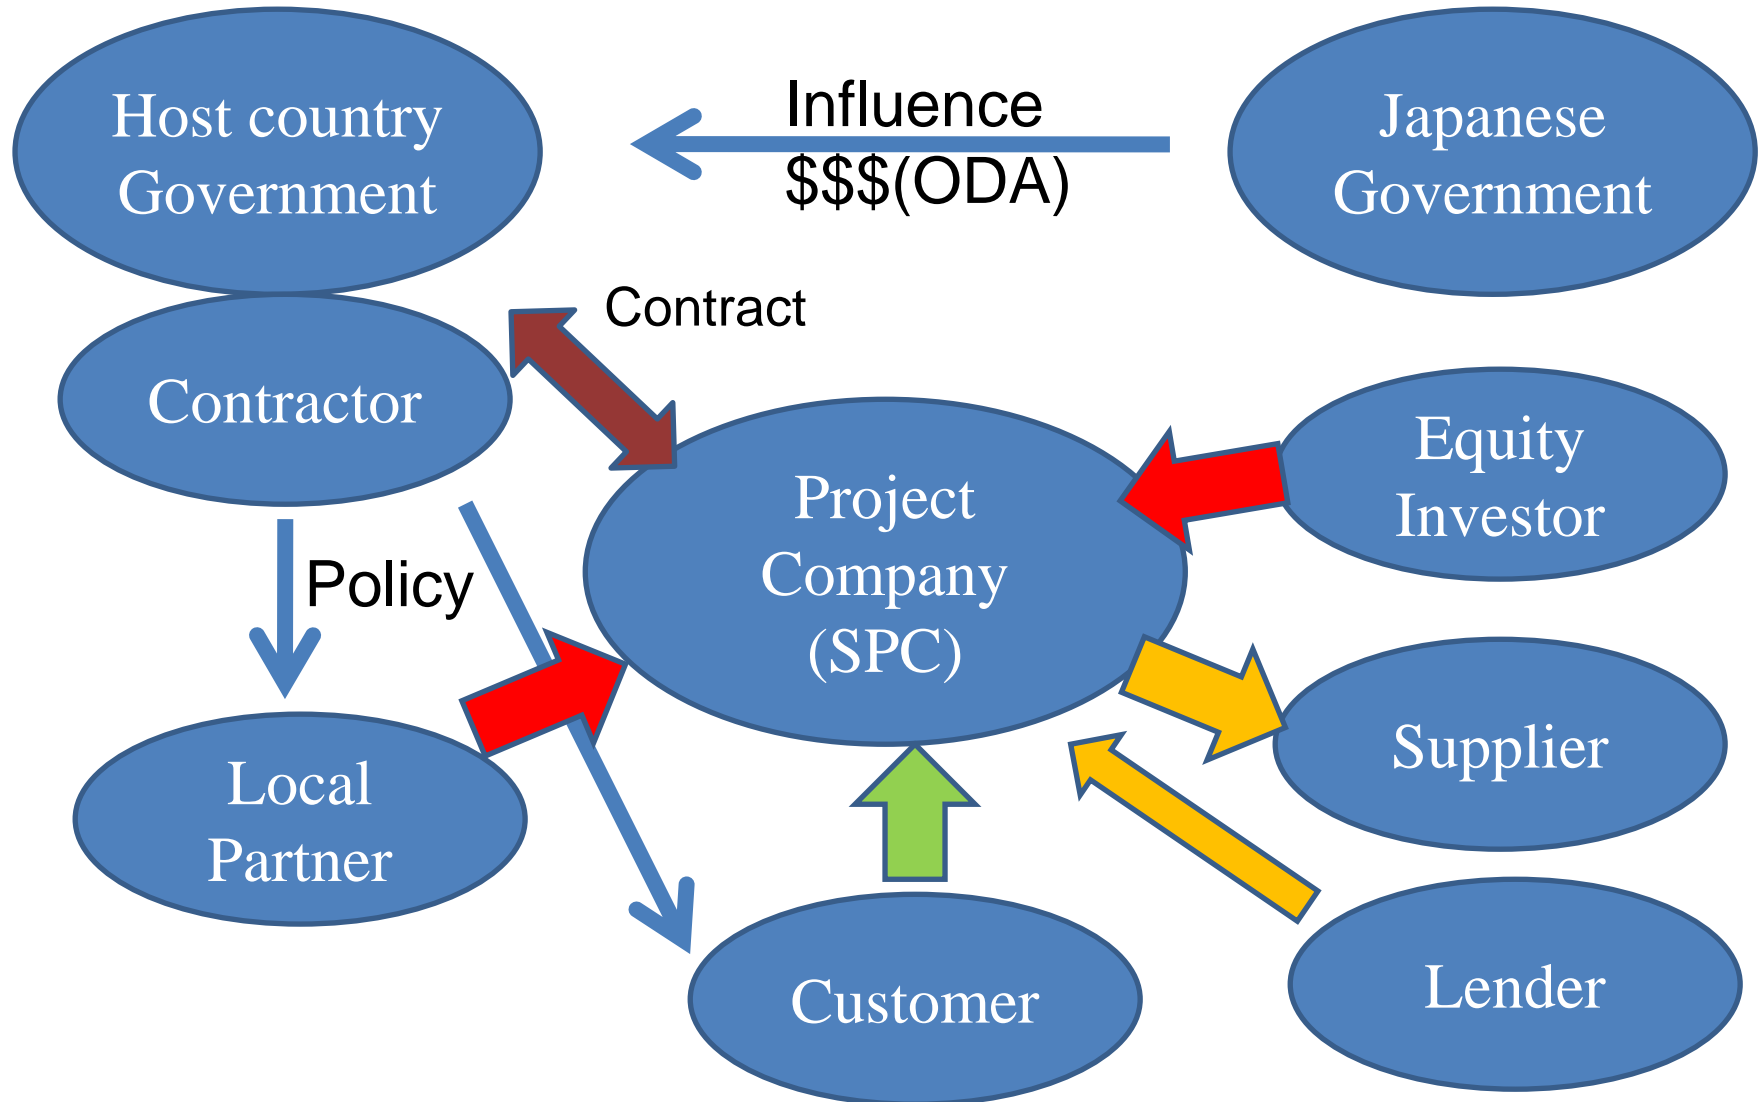 Host country
Government
Influence
$$$(ODA)
Japanese
Government
Contract
Contractor
Equity
Investor
Project
Company
(SPC)
Policy
Supplier
Local
Partner
Customer
Lender